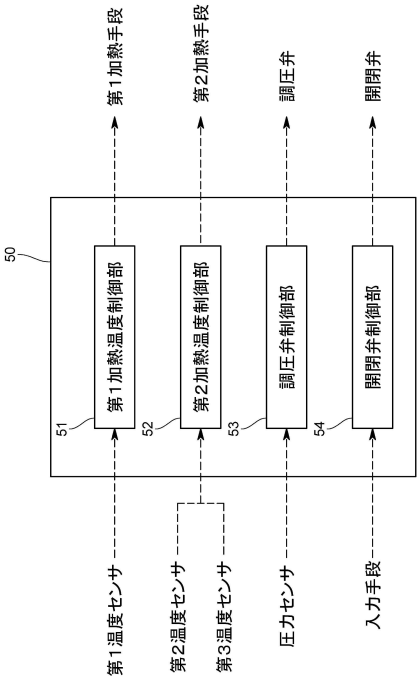 50
第1温度センサ
51
第1加熱温度制御部
第1加熱手段
第2温度センサ
第3温度センサ
52
第2加熱温度制御部
第2加熱手段
圧力センサ
53
調圧弁制御部
調圧弁
入力手段
54
開閉弁制御部
開閉弁